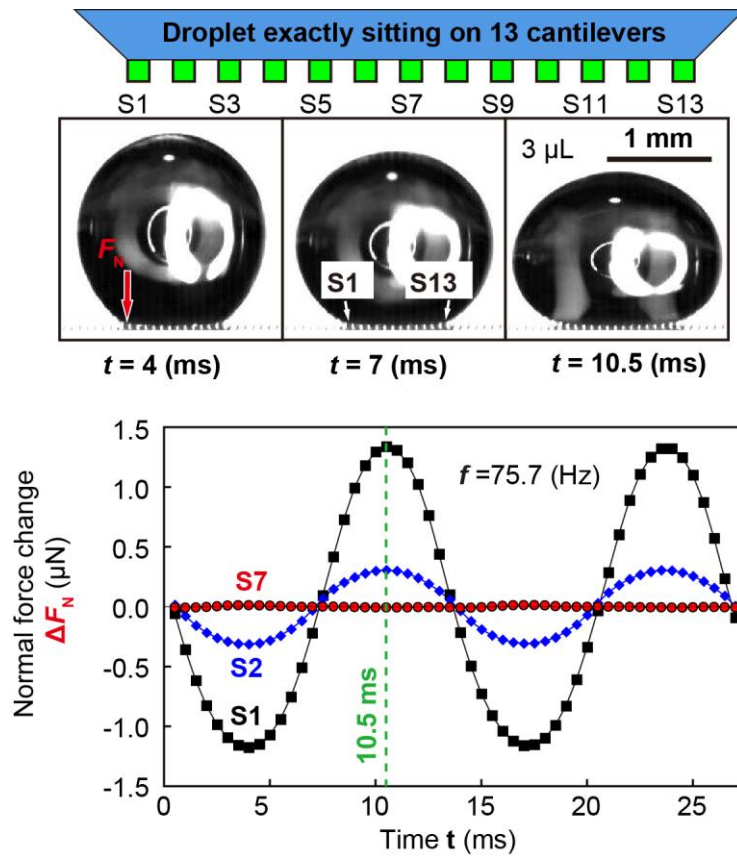 Droplet exactly sitting on 13 cantilevers
S1 S3 S5 S7 S9 S11 S13
3 μL 1 mm
F_N
S1 S13
t = 4 (ms) t = 7 (ms) t = 10.5 (ms)
Normal force change
ΔF_N (μN)
1.5
1.0
0.5
0.0
-0.5
-1.0
-1.5
f =75.7 (Hz)
S7
S2
S1
10.5 ms
0 5 10 15 20 25
Time t (ms)